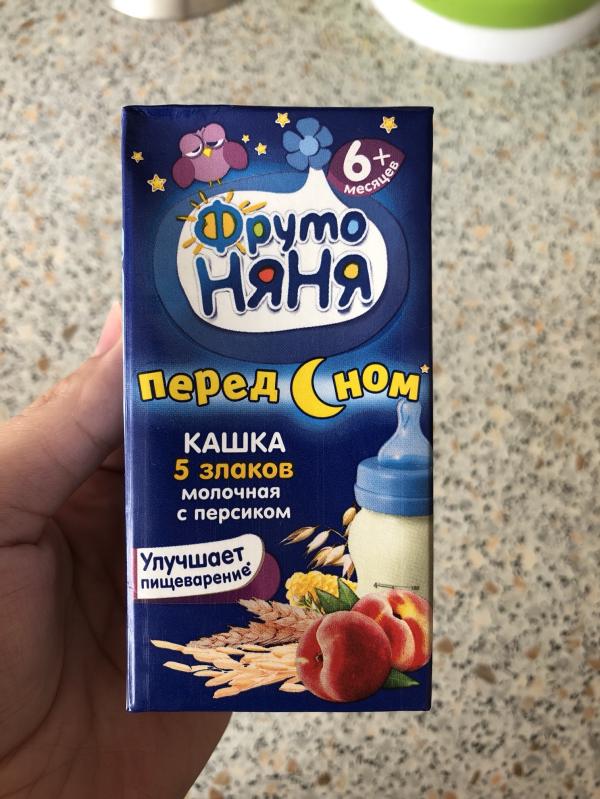 6+
месяцев
Фруто
НЯНЯ
перед Сном*
КАШКА
5 злаков
молочная
с персиком
Улучшает
пищеварение*